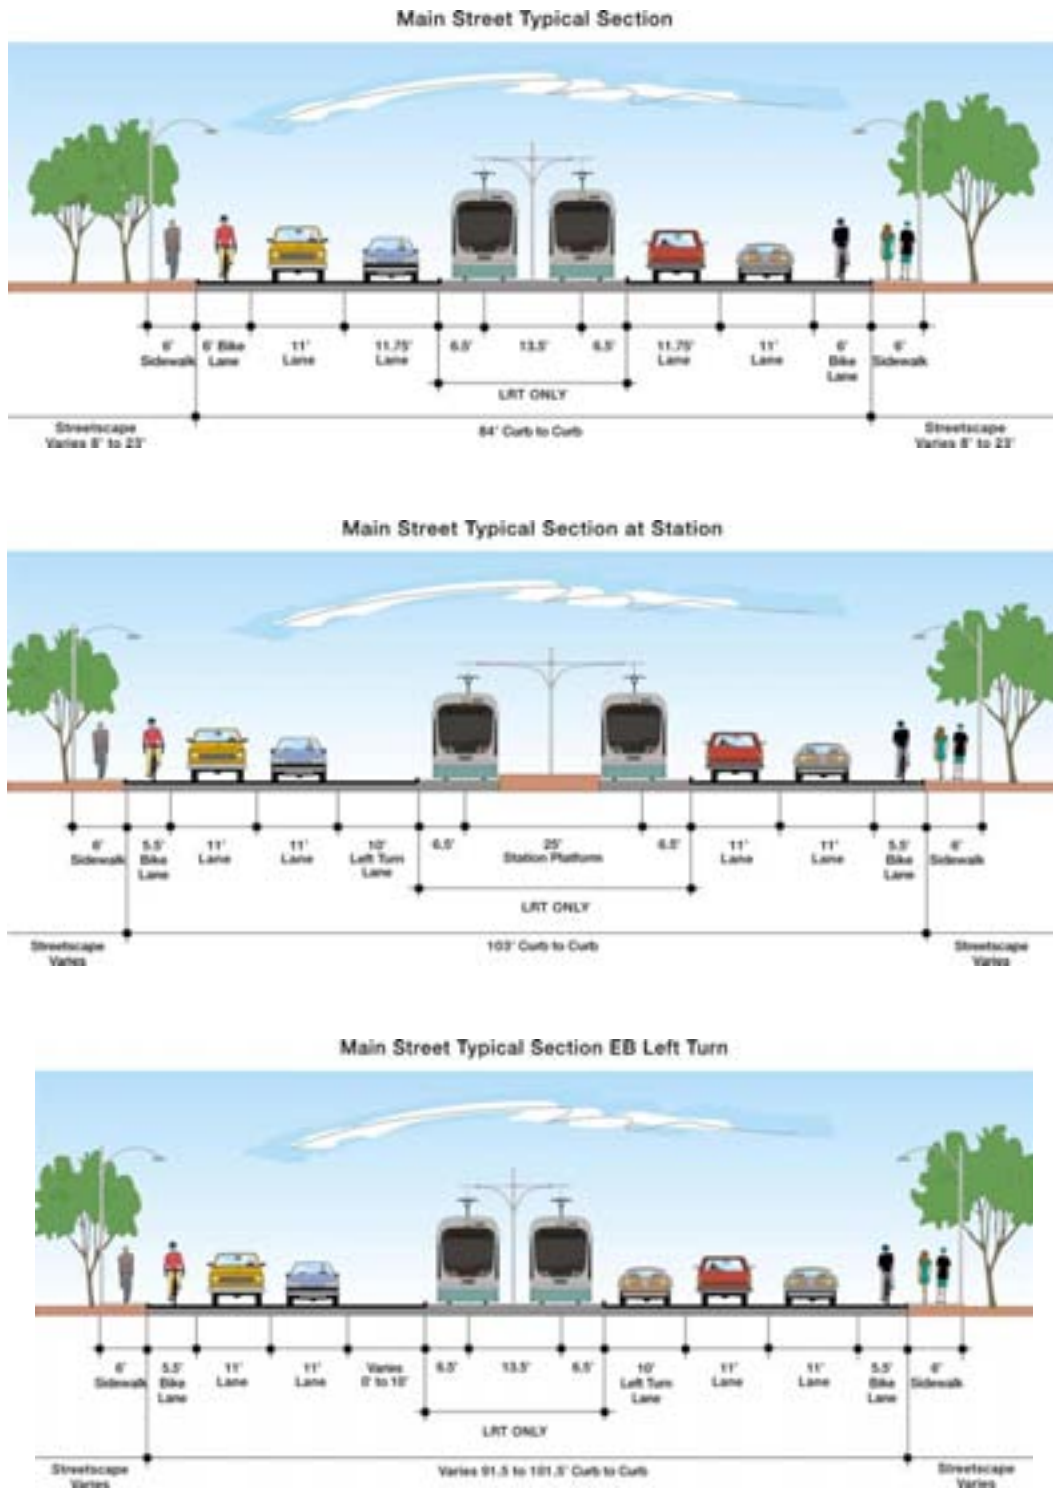 Main Street Typical Section
6' Sidewalk
6' Bike Lane
11' Lane
11.75' Lane
6.5'
13.5'
6.5'
11.75' Lane
11' Lane
6' Bike Lane
6' Sidewalk
LRT ONLY
84' Curb to Curb
Streetscape
Varies 8' to 23'
Streetscape
Varies 8' to 23'
Main Street Typical Section at Station
6' Sidewalk
5.5' Bike Lane
11' Lane
11' Lane
10' Left Turn Lane
6.5'
25' Station Platform
6.5'
11' Lane
11' Lane
5.5' Bike Lane
6' Sidewalk
LRT ONLY
103' Curb to Curb
Streetscape
Varies
Streetscape
Varies
Main Street Typical Section EB Left Turn
6' Sidewalk
5.5' Bike Lane
11' Lane
11' Lane
Varies 0' to 10'
6.5'
13.5'
6.5'
10' Left Turn Lane
11' Lane
11' Lane
5.5' Bike Lane
6' Sidewalk
LRT ONLY
Varies 91.5 to 101.5' Curb to Curb
Streetscape
Varies
Streetscape
Varies